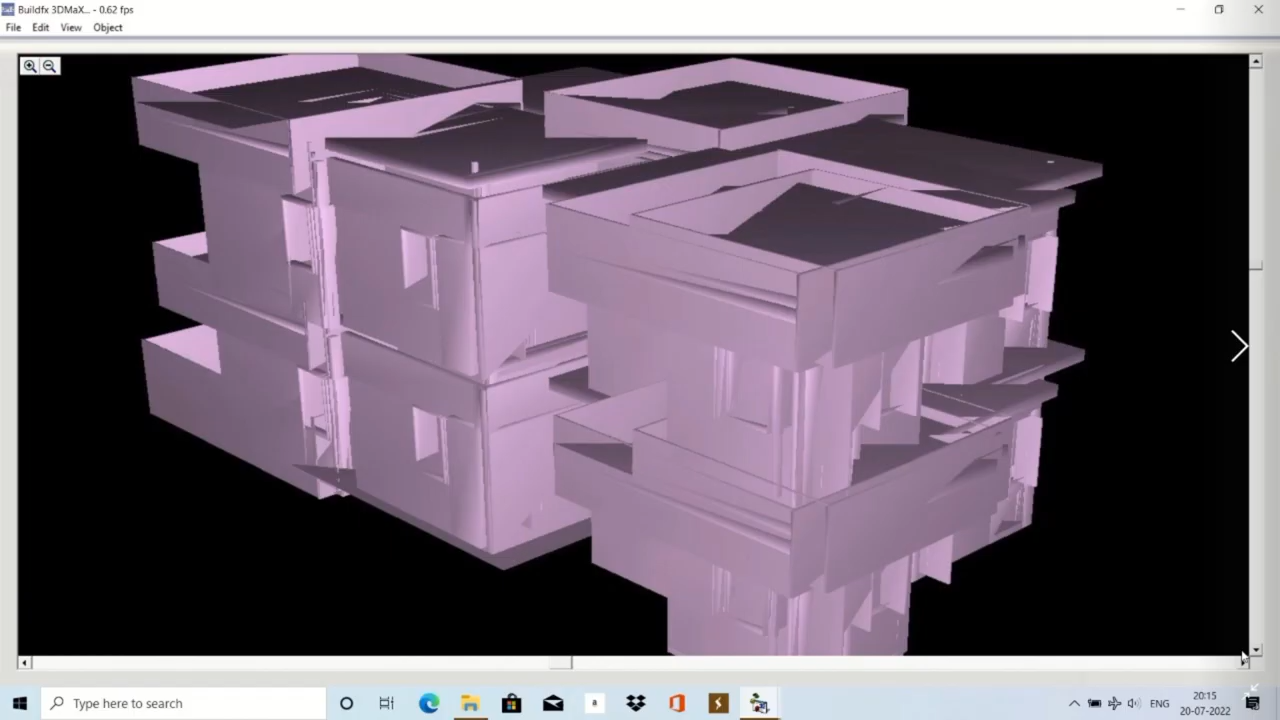 Buildfx 3DMaX... - 0.62 fps
File Edit View Object
Type here to search
a
ENG
20:15
20-07-2022